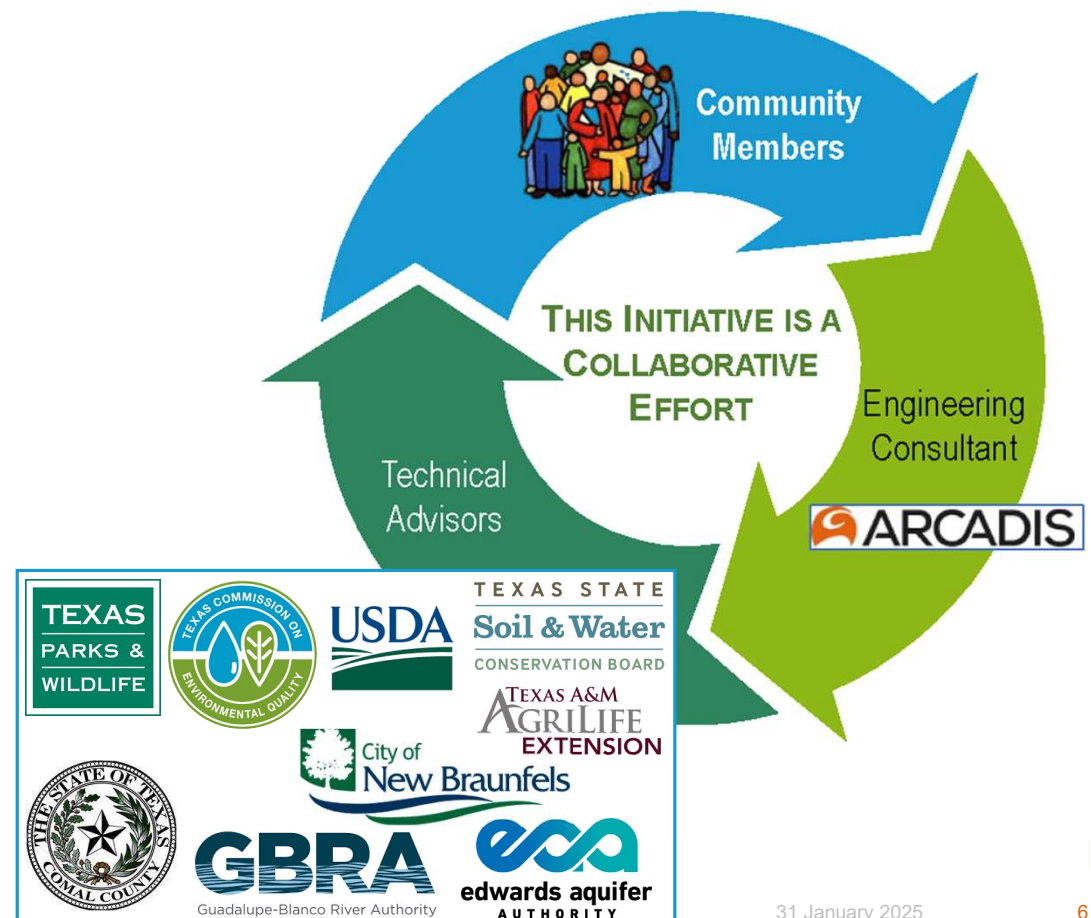 Community
Members
THIS INITIATIVE IS A
COLLABORATIVE
EFFORT
Engineering
Consultant
ARCADIS
Technical
Advisors
TEXAS
PARKS &
WILDLIFE
TEXAS COMMISSION ON
ENVIRONMENTAL QUALITY
USDA
TEXAS STATE
Soil & Water
CONSERVATION BOARD
TEXAS A&M
AGRILIFE
EXTENSION
City of
New Braunfels
THE STATE OF TEXAS
COMAL COUNTY
GBRA
Guadalupe-Blanco River Authority
eaa
edwards aquifer
AUTHORITY
31 January 2025
6